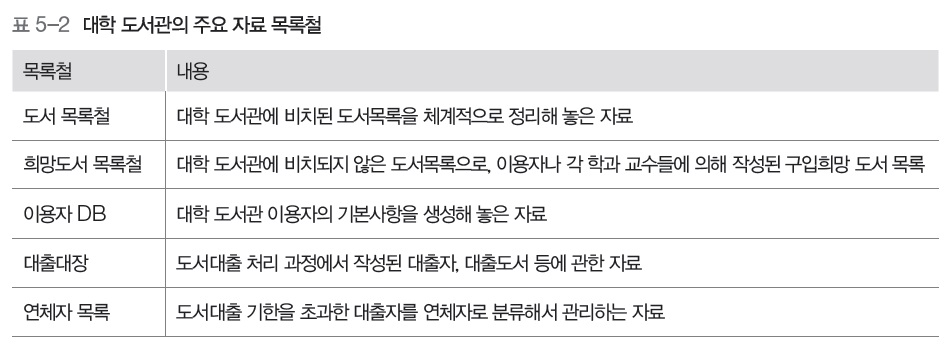 표 5-2 대학 도서관의 주요 자료 목록철
목록철 내용
도서 목록철 대학 도서관에 비치된 도서목록을 체계적으로 정리해 놓은 자료
희망도서 목록철 대학 도서관에 비치되지 않은 도서목록으로, 이용자나 각 학과 교수들에 의해 작성된 구입희망 도서 목록
이용자 DB 대학 도서관 이용자의 기본사항을 생성해 놓은 자료
대출대장 도서대출 처리 과정에서 작성된 대출자, 대출도서 등에 관한 자료
연체자 목록 도서대출 기한을 초과한 대출자를 연체자로 분류해서 관리하는 자료